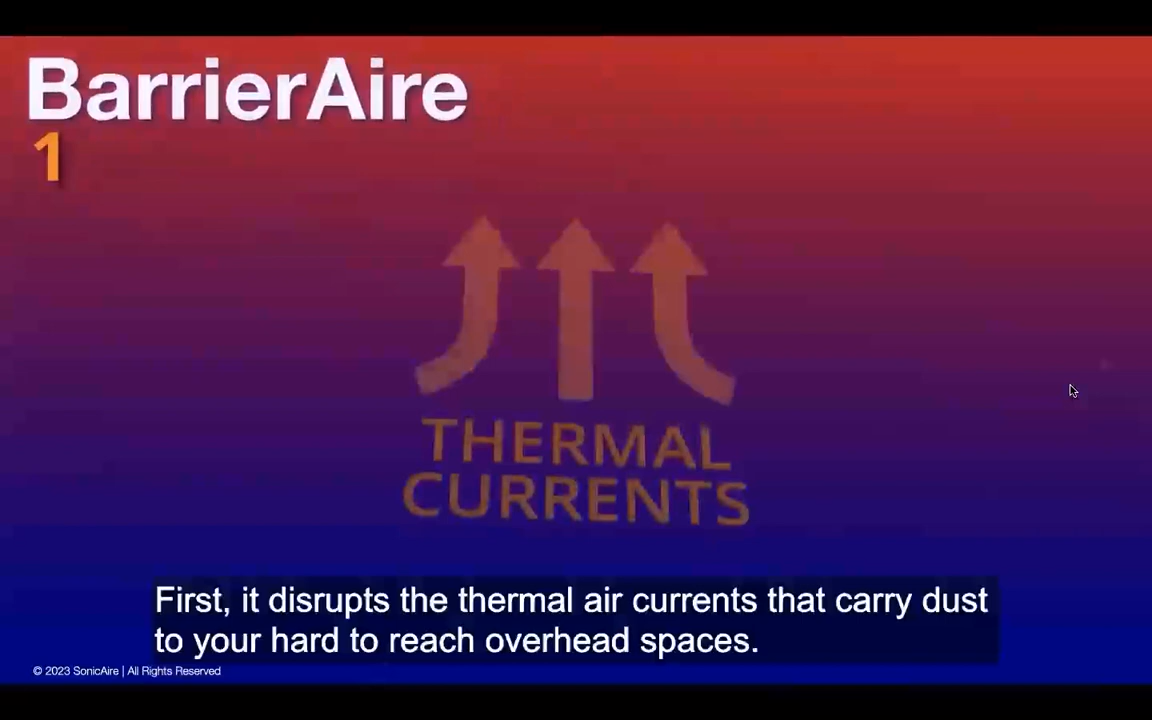 BarrierAire
1
THERMAL
CURRENTS
First, it disrupts the thermal air currents that carry dust
to your hard to reach overhead spaces.
© 2023 SonicAire | All Rights Reserved